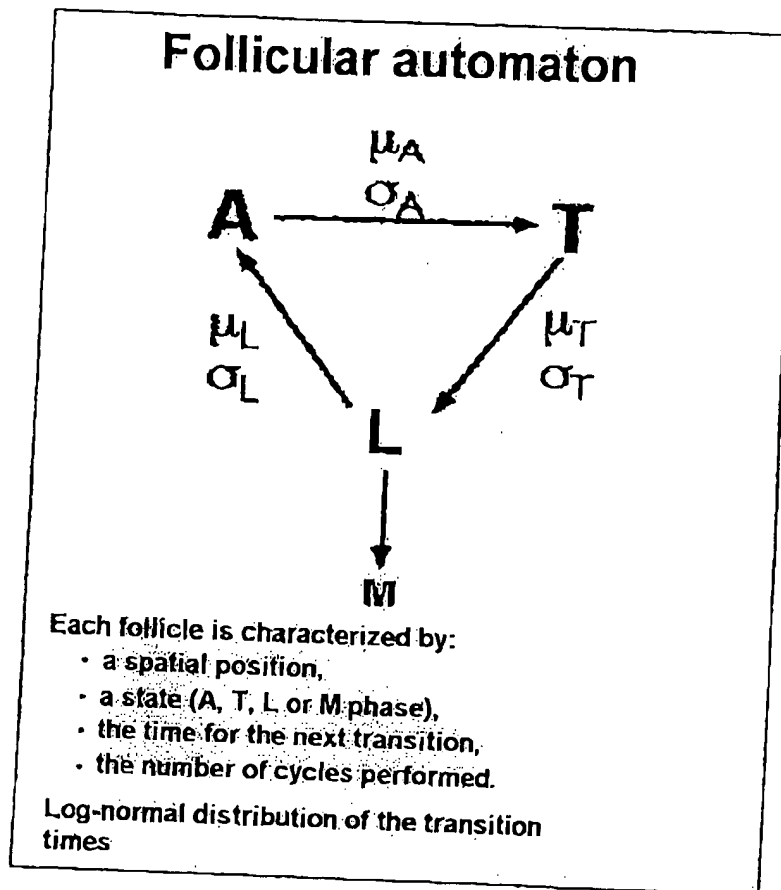 Follicular automaton
μA
σA
A
T
μL
σL
μT
σT
L
M
Each follicle is characterized by:
· a spatial position,
· a state (A, T, L or M phase),
· the time for the next transition,
· the number of cycles performed.
Log-normal distribution of the transition
times